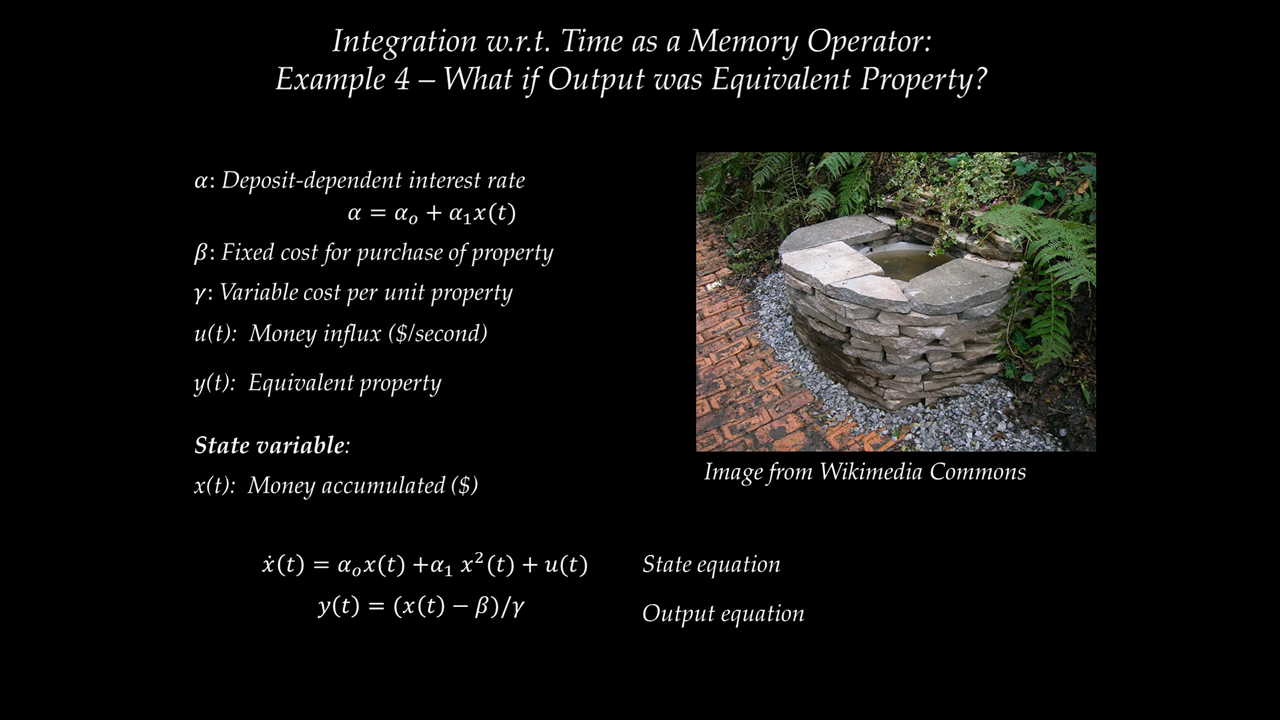 Integration w.r.t. Time as a Memory Operator:
Example 4 – What if Output was Equivalent Property?
α: Deposit-dependent interest rate
α = αₒ + α₁x(t)
β: Fixed cost for purchase of property
γ: Variable cost per unit property
u(t): Money influx ($/second)
y(t): Equivalent property
State variable:
x(t): Money accumulated ($)
Image from Wikimedia Commons
ẋ(t) = αₒx(t) +α₁ x²(t) + u(t) State equation
y(t) = (x(t) − β)/γ Output equation